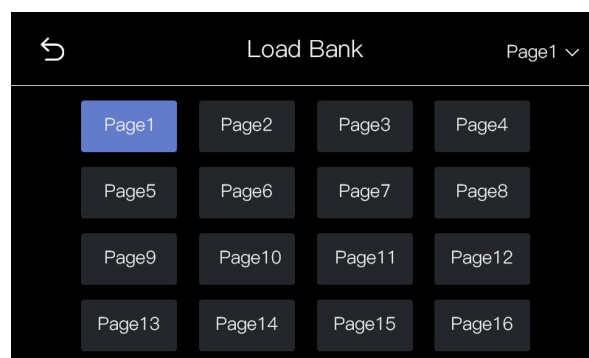 Load Bank Page1
Page1 Page2 Page3 Page4
Page5 Page6 Page7 Page8
Page9 Page10 Page11 Page12
Page13 Page14 Page15 Page16